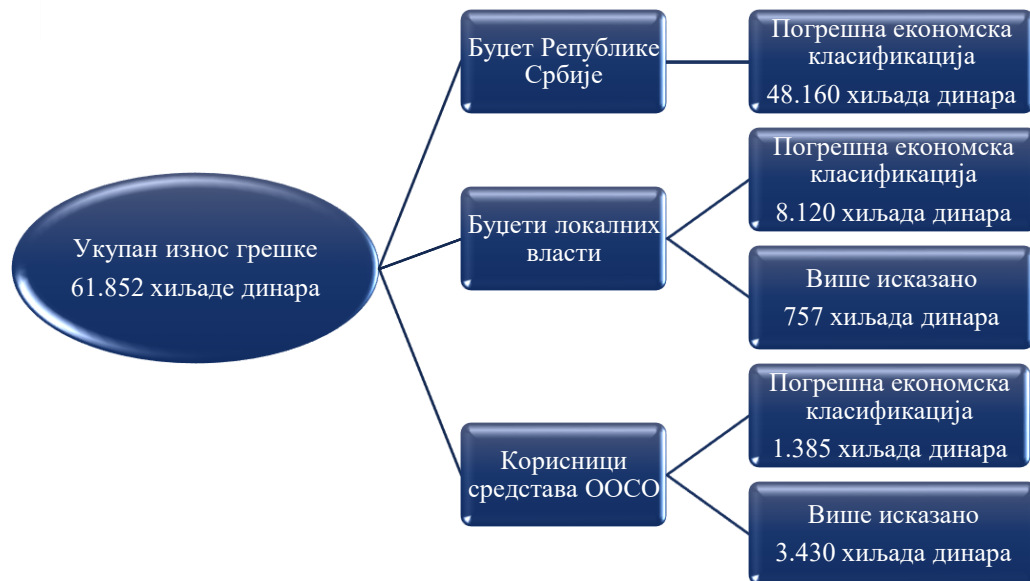 Укупан износ грешке
61.852 хиљаде динара
Буџет Републике
Србије
Погрешна економска
класификација
48.160 хиљада динара
Буџети локалних
власти
Погрешна економска
класификација
8.120 хиљада динара
Више исказано
757 хиљада динара
Корисници
средстава ООСО
Погрешна економска
класификација
1.385 хиљада динара
Више исказано
3.430 хиљада динара